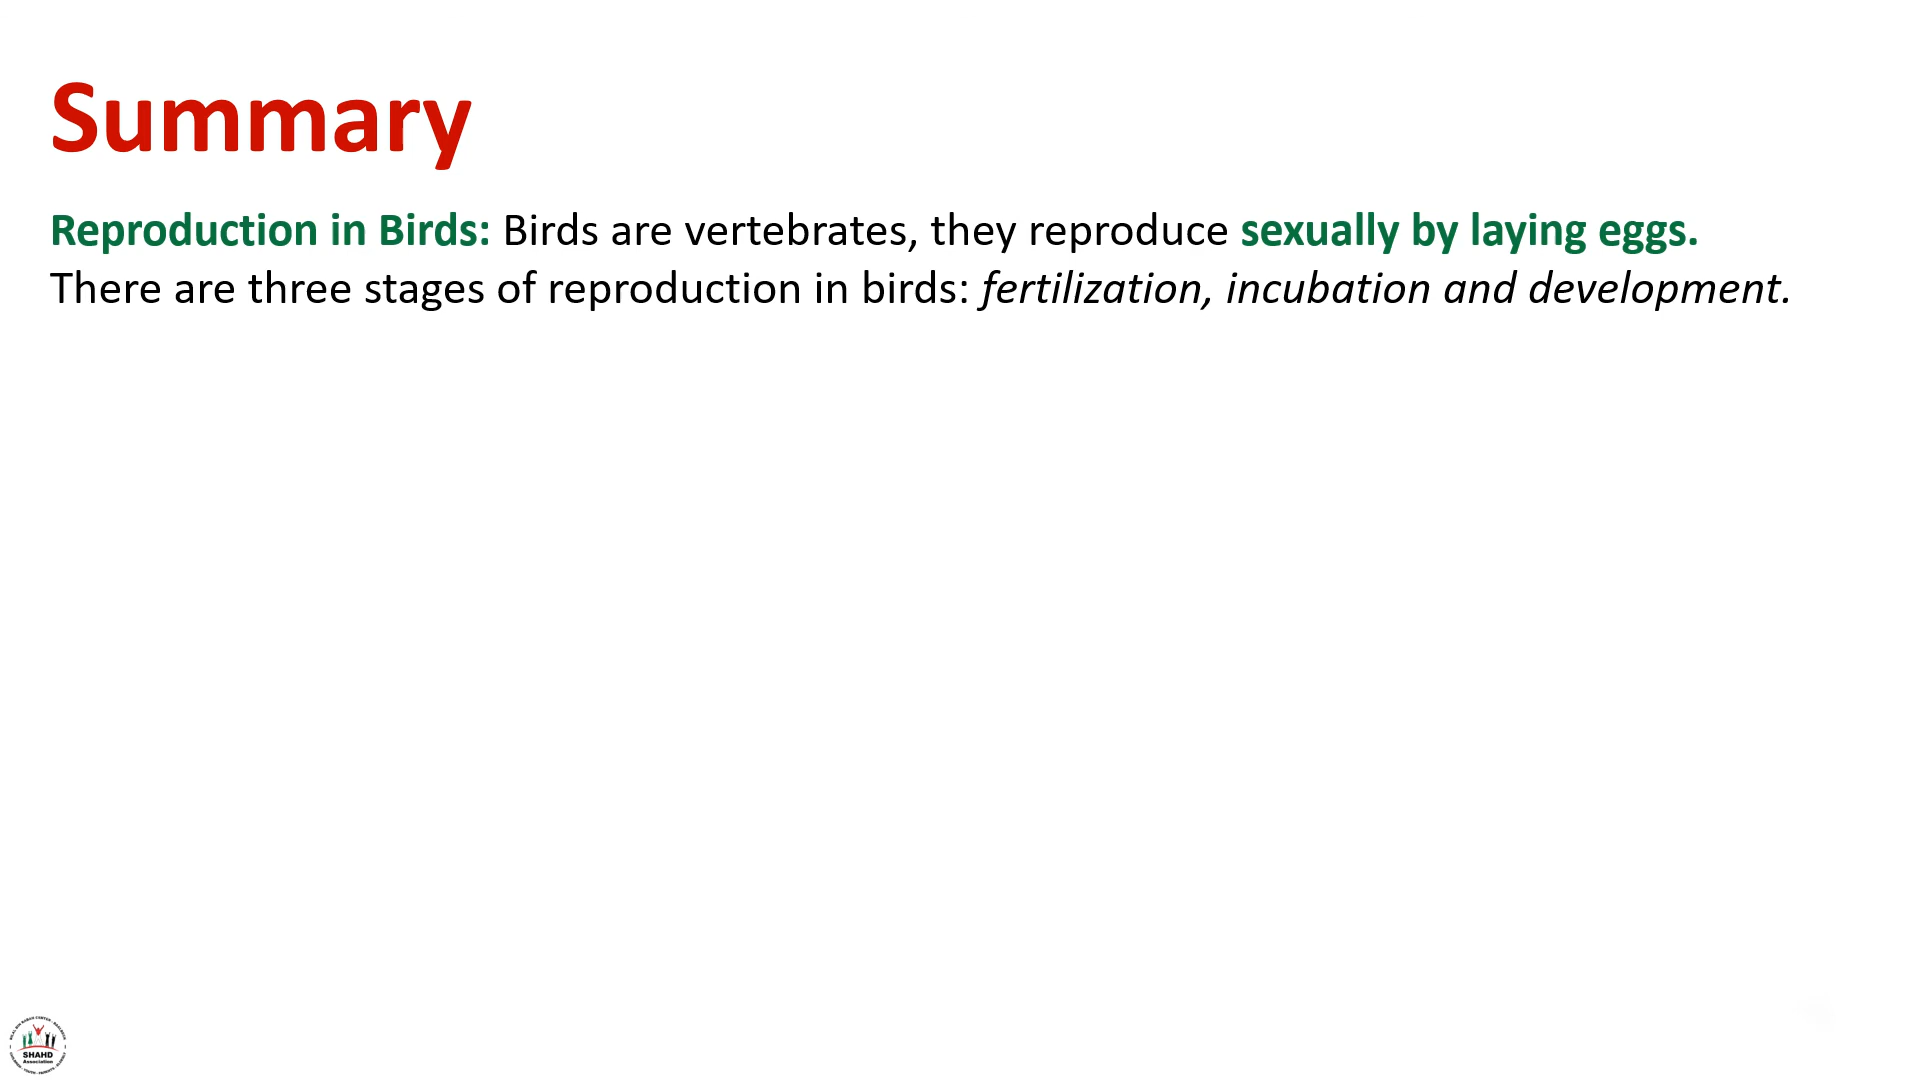 Summary
Reproduction in Birds: Birds are vertebrates, they reproduce sexually by laying eggs.
There are three stages of reproduction in birds: fertilization, incubation and development.
SHAHD
Association